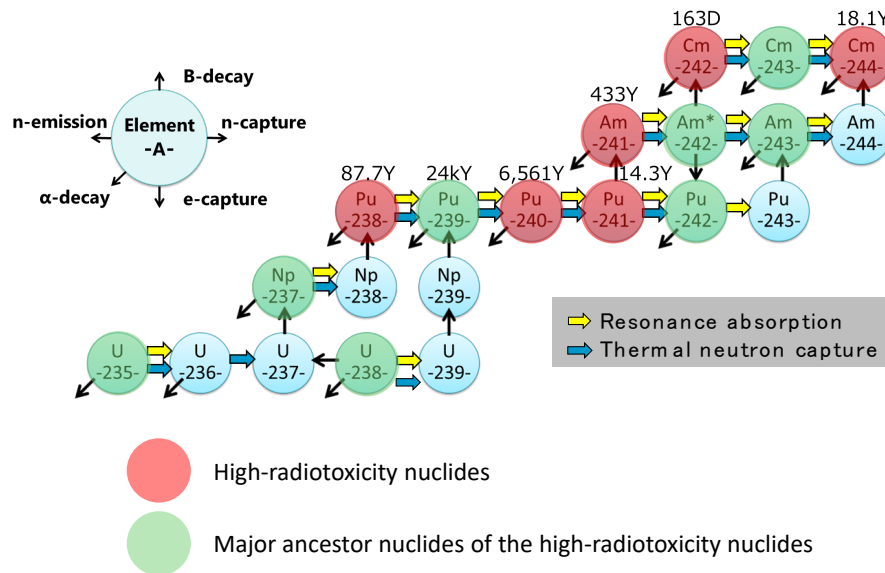 163D
18.1Y
Cm
-242-
Cm
-243-
Cm
-244-
B-decay
n-emission
Element
-A-
n-capture
α-decay
e-capture
433Y
Am
-241-
Am*
-242-
Am
-243-
Am
-244-
87.7Y
24kY
6,561Y
14.3Y
Pu
-238-
Pu
-239-
Pu
-240-
Pu
-241-
Pu
-242-
Pu
-243-
Np
-237-
Np
-238-
Np
-239-
U
-235-
U
-236-
U
-237-
U
-238-
U
-239-
Resonance absorption
Thermal neutron capture
High-radiotoxicity nuclides
Major ancestor nuclides of the high-radiotoxicity nuclides